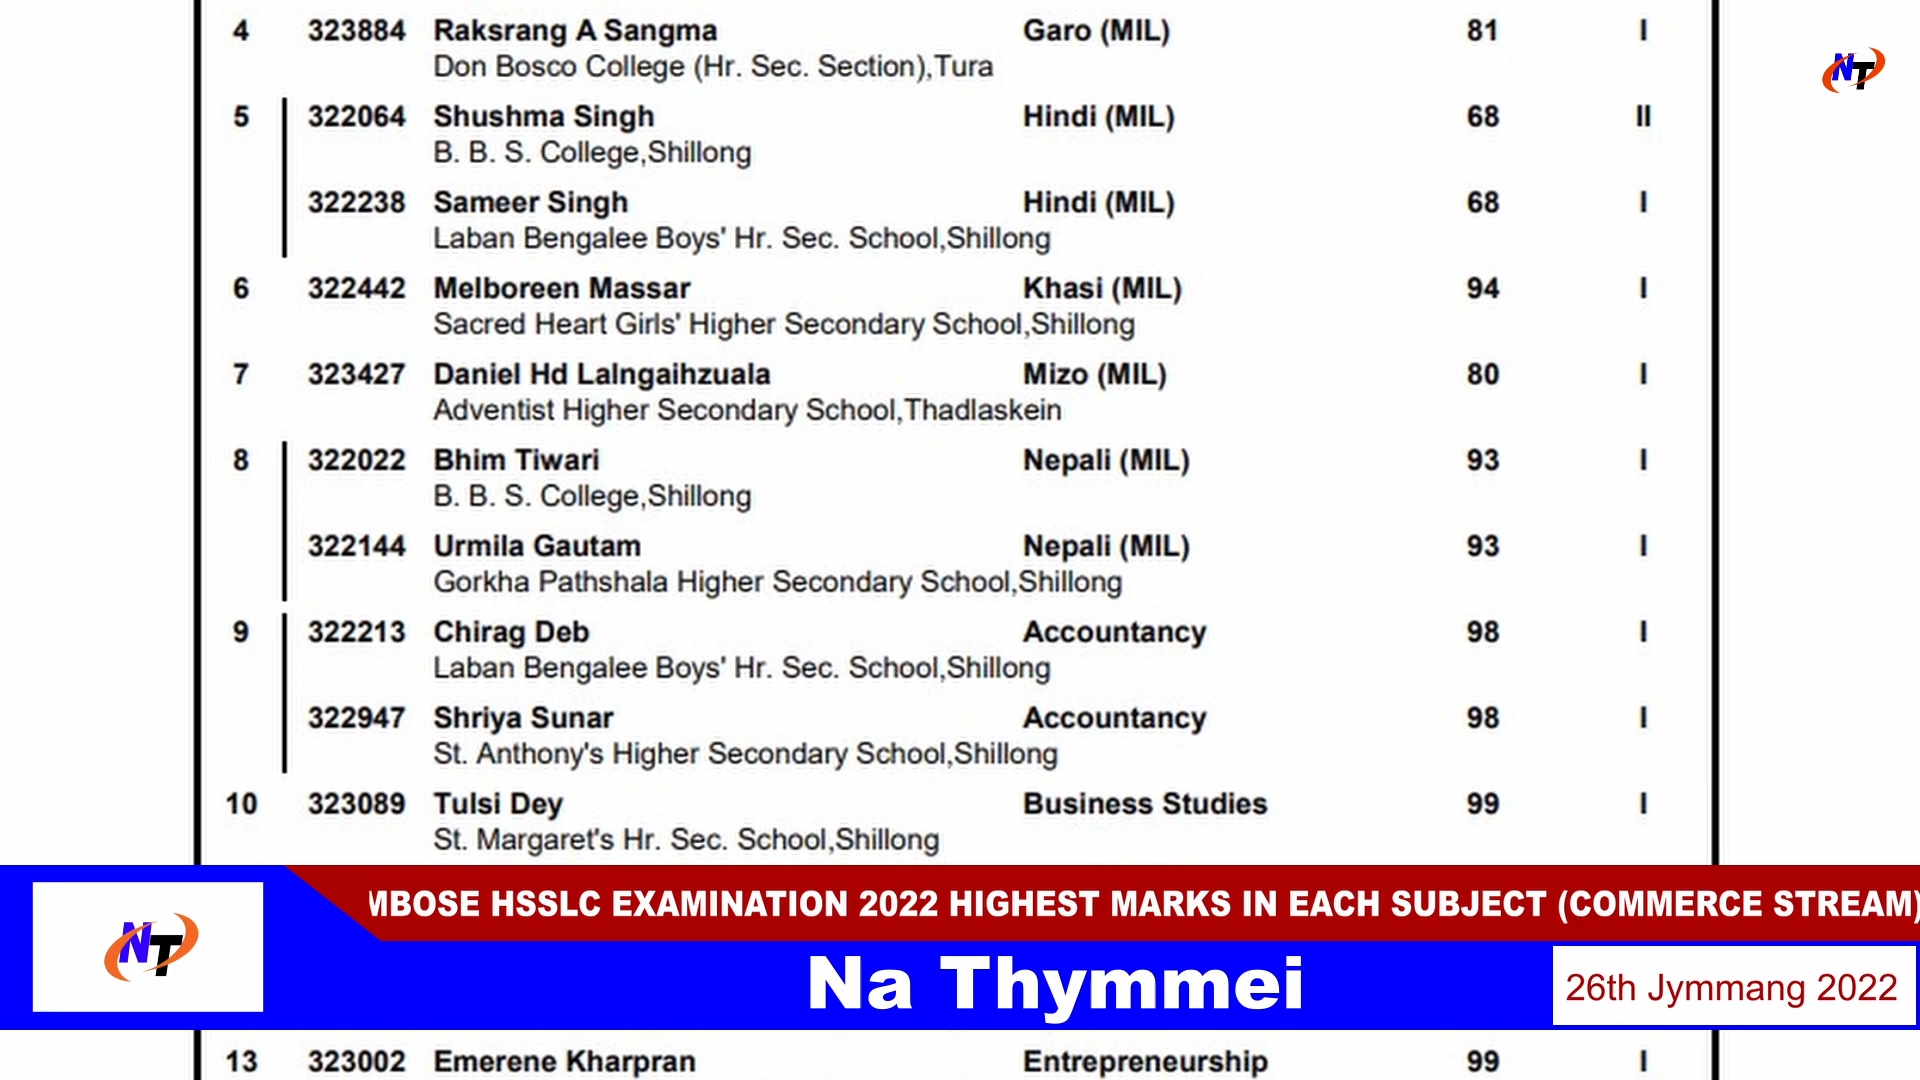 4 323884 Raksrang A Sangma Garo (MIL) 81 I
Don Bosco College (Hr. Sec. Section),Tura
NT
5 322064 Shushma Singh Hindi (MIL) 68 II
B. B. S. College,Shillong
322238 Sameer Singh Hindi (MIL) 68 I
Laban Bengalee Boys' Hr. Sec. School,Shillong
6 322442 Melboreen Massar Khasi (MIL) 94 I
Sacred Heart Girls' Higher Secondary School,Shillong
7 323427 Daniel Hd Lalngaihzuala Mizo (MIL) 80 I
Adventist Higher Secondary School,Thadlaskein
8 322022 Bhim Tiwari Nepali (MIL) 93 I
B. B. S. College,Shillong
322144 Urmila Gautam Nepali (MIL) 93 I
Gorkha Pathshala Higher Secondary School,Shillong
9 322213 Chirag Deb Accountancy 98 I
Laban Bengalee Boys' Hr. Sec. School,Shillong
322947 Shriya Sunar Accountancy 98 I
St. Anthony's Higher Secondary School,Shillong
10 323089 Tulsi Dey Business Studies 99 I
St. Margaret's Hr. Sec. School,Shillong
MBOSE HSSLC EXAMINATION 2022 HIGHEST MARKS IN EACH SUBJECT (COMMERCE STREAM)
NT
Na Thymmei
26th Jymmang 2022
13 323002 Emerene Kharpran Entrepreneurship 99 I